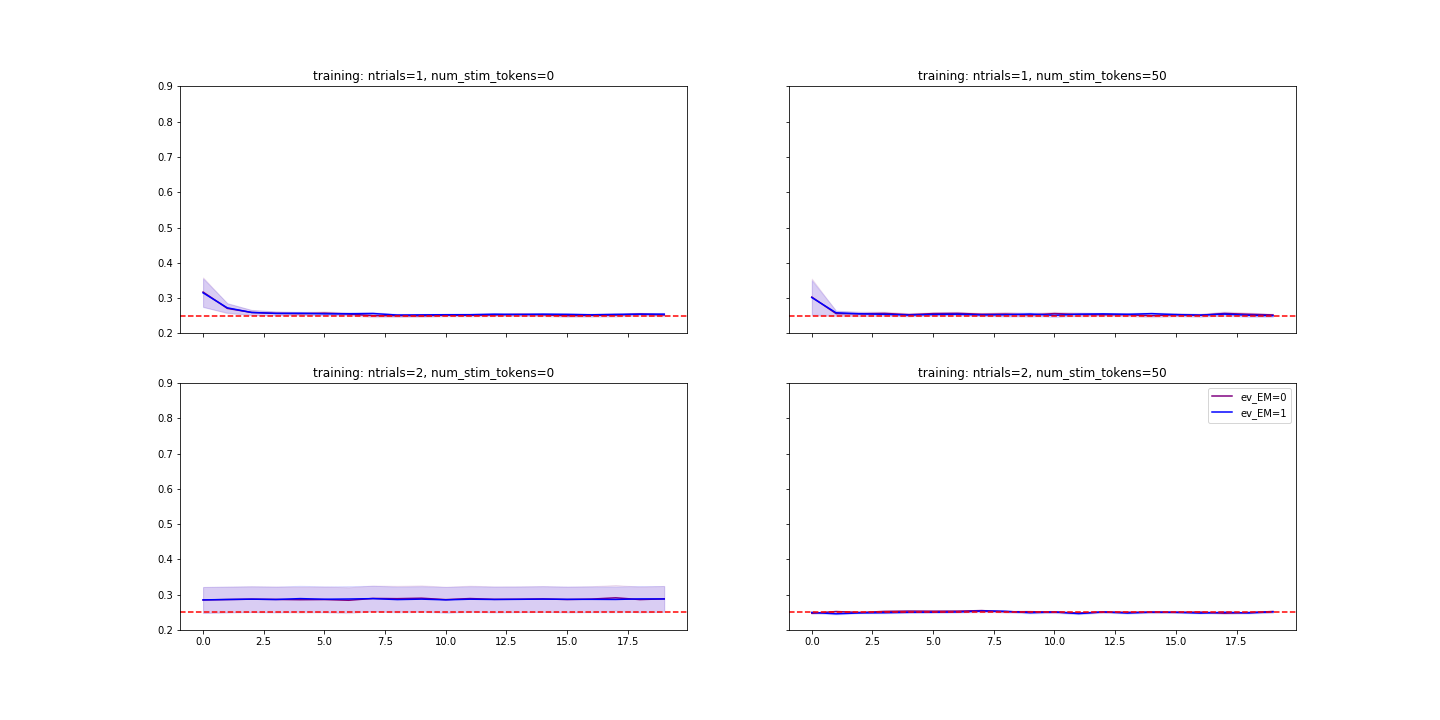 training: ntrials=1, num_stim_tokens=0
training: ntrials=1, num_stim_tokens=50
0.9
0.8
0.7
0.6
0.5
0.4
0.3
0.2
training: ntrials=2, num_stim_tokens=0
training: ntrials=2, num_stim_tokens=50
0.9
0.8
0.7
0.6
0.5
0.4
0.3
0.2
ev_EM=0
ev_EM=1
0.0 2.5 5.0 7.5 10.0 12.5 15.0 17.5
0.0 2.5 5.0 7.5 10.0 12.5 15.0 17.5